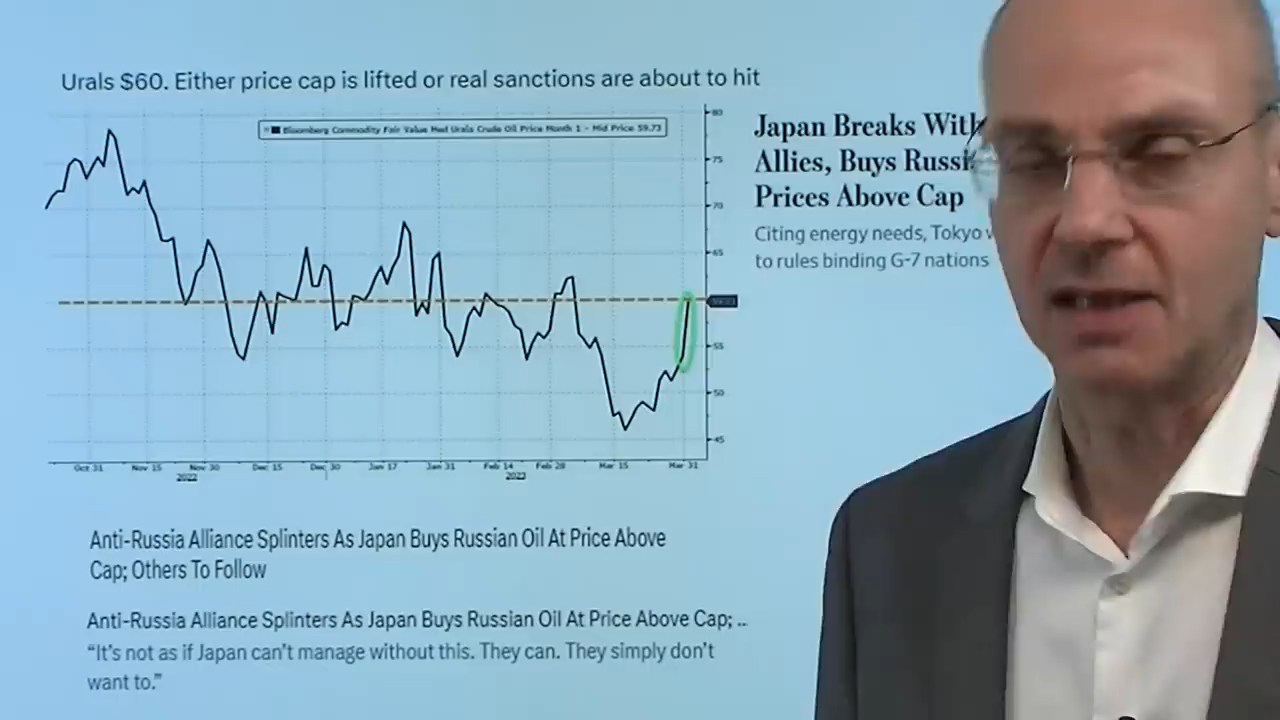 Urals $60. Either price cap is lifted or real sanctions are about to hit
Bloomberg Commodity Fair Value Med Urals Crude Oil Price Month 1 - Mid Price 59.73
80
75
70
65
59.73
55
50
45
Oct 31 Nov 15 Nov 30 Dec 15 Dec 30 Jan 17 Jan 31 Feb 14 Feb 28 Mar 15 Mar 31
2022 2023
Japan Breaks With
Allies, Buys Russi
Prices Above Cap
Citing energy needs, Tokyo
to rules binding G-7 nations
Anti-Russia Alliance Splinters As Japan Buys Russian Oil At Price Above
Cap; Others To Follow
Anti-Russia Alliance Splinters As Japan Buys Russian Oil At Price Above Cap; ..
“It’s not as if Japan can’t manage without this. They can. They simply don’t
want to.”